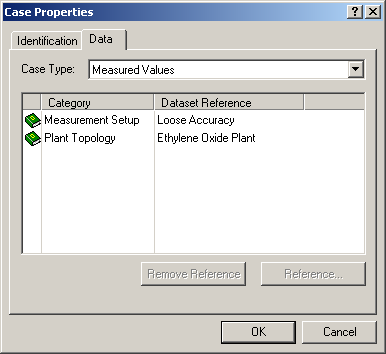 Case Properties
Identification Data
Case Type: Measured Values
Category Dataset Reference
Measurement Setup Loose Accuracy
Plant Topology Ethylene Oxide Plant
Remove Reference Reference...
OK Cancel